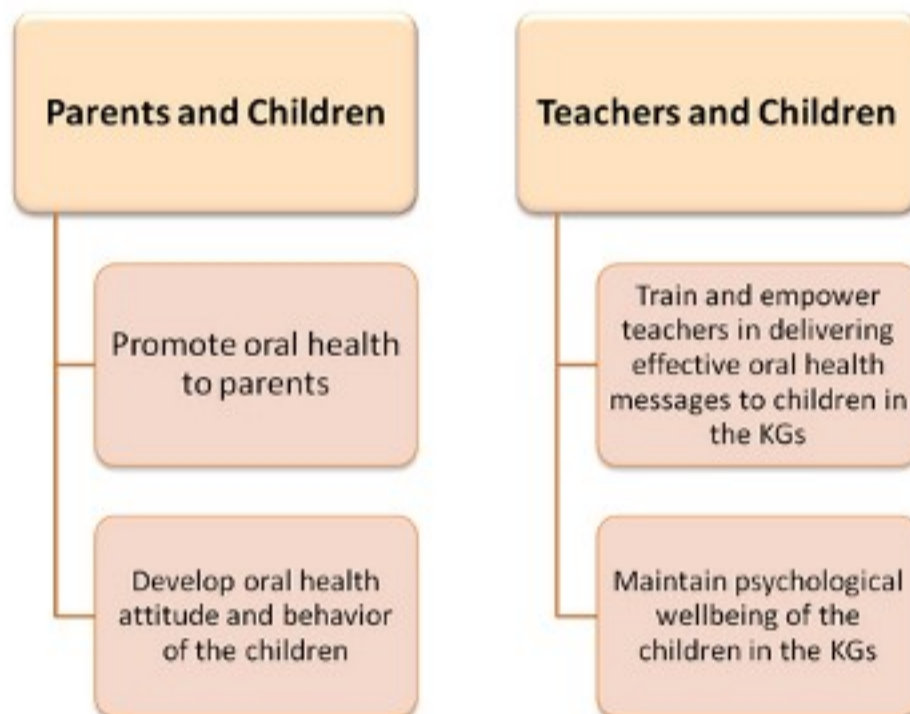 Parents and Children
Promote oral health
to parents
Develop oral health
attitude and behavior
of the children
Teachers and Children
Train and empower
teachers in delivering
effective oral health
messages to children in
the KGs
Maintain psychological
wellbeing of the
children in the KGs